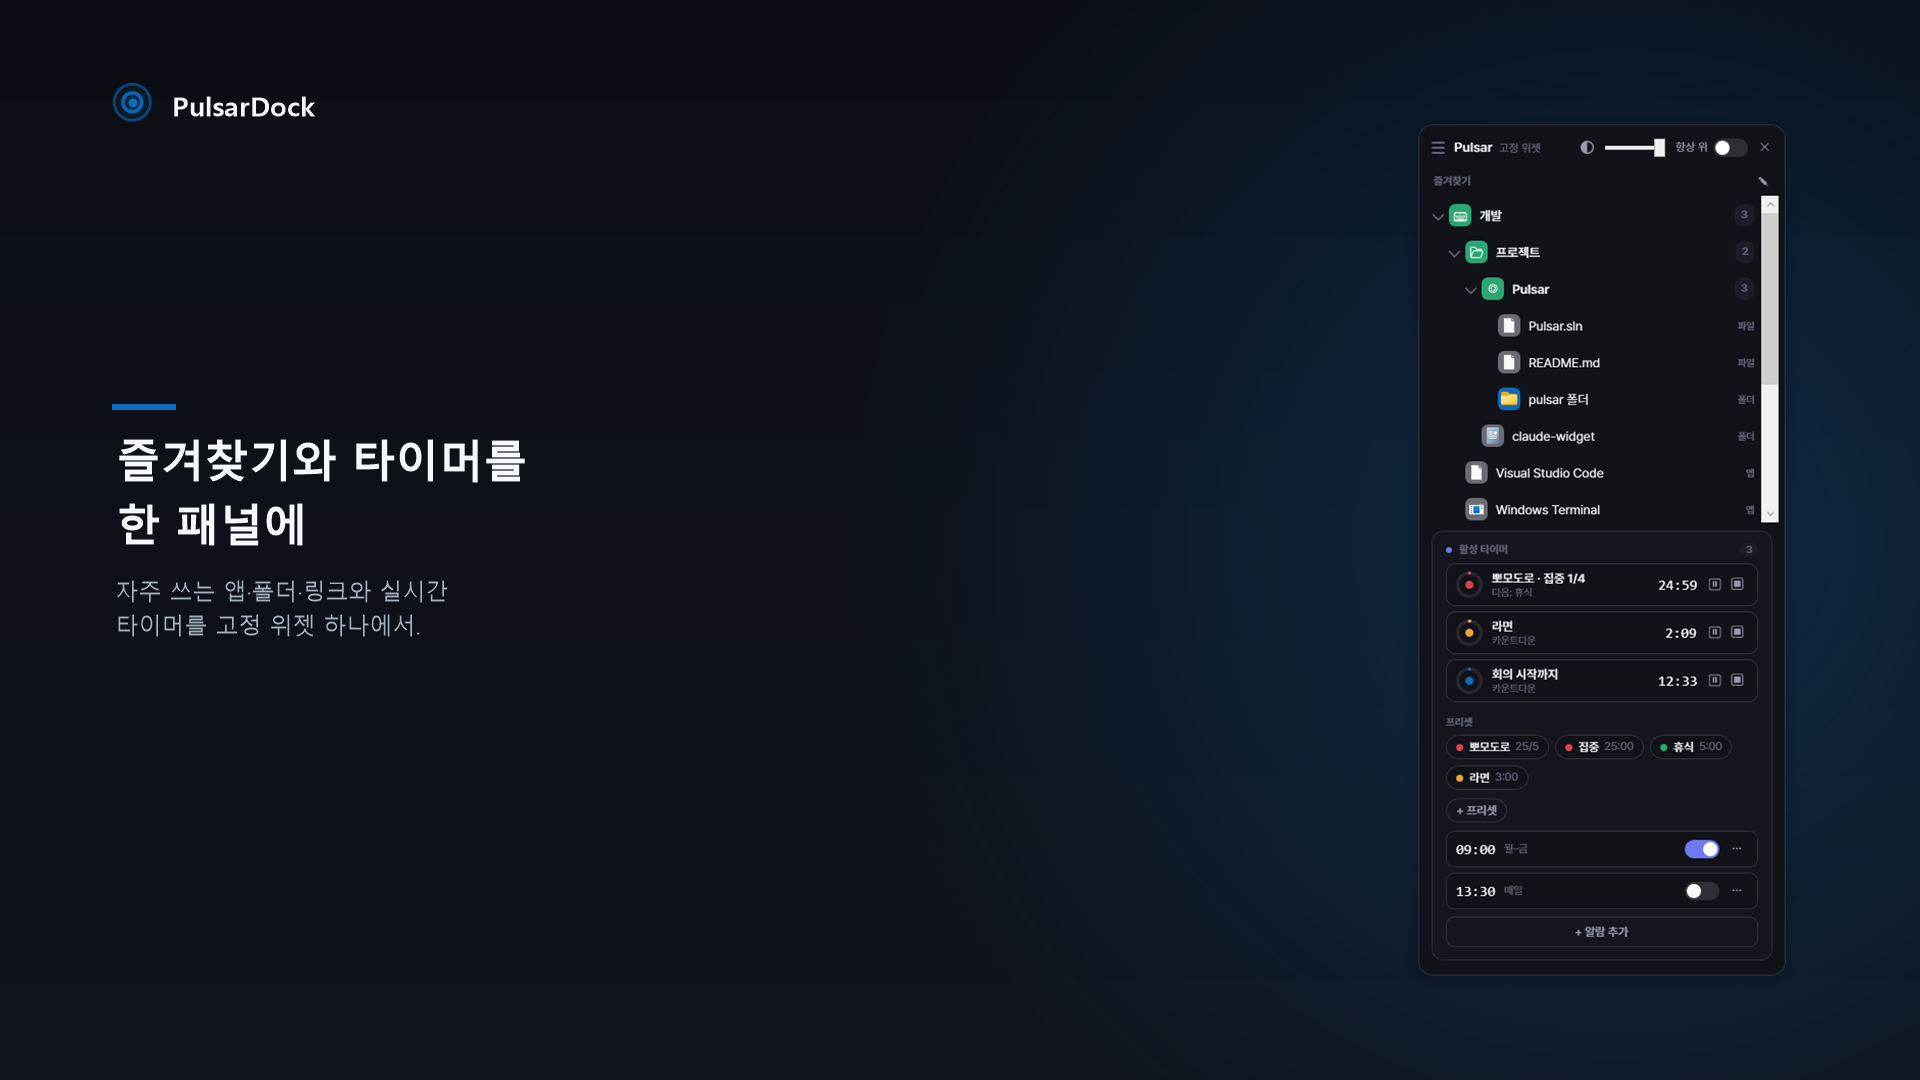 PulsarDock
즐겨찾기와 타이머를
한 패널에
자주 쓰는 앱·폴더·링크와 실시간
타이머를 고정 위젯 하나에서.
Pulsar 고정 위젯 항상 위
즐겨찾기
개발 3
프로젝트 2
Pulsar 3
Pulsar.sln 파일
README.md 파일
pulsar 폴더 폴더
claude-widget 폴더
Visual Studio Code 앱
Windows Terminal 앱
활성 타이머 3
뽀모도로 · 집중 1/4 24:59
다음: 휴식
라면 2:09
카운트다운
회의 시작까지 12:33
카운트다운
프리셋
뽀모도로 25/5 집중 25:00 휴식 5:00
라면 3:00
+ 프리셋
09:00 월–금
13:30 매일
+ 알람 추가